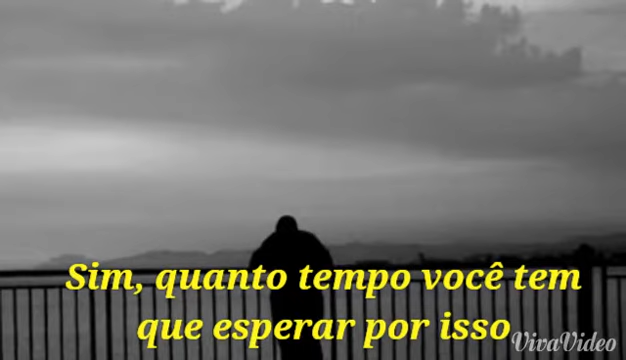 Sim, quanto tempo você tem
que esperar por isso
VivaVideo